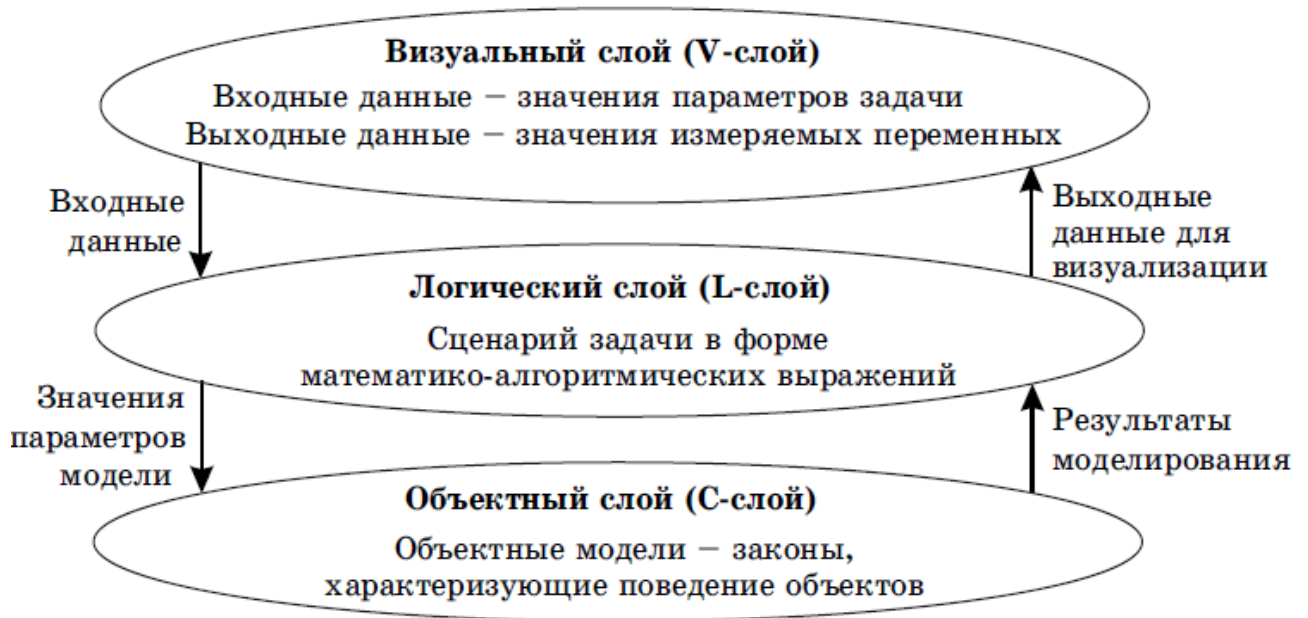 Визуальный слой (V-слой)
Входные данные – значения параметров задачи
Выходные данные – значения измеряемых переменных
Входные
данные
Выходные
данные для
визуализации
Логический слой (L-слой)
Сценарий задачи в форме
математико-алгоритмических выражений
Значения
параметров
модели
Результаты
моделирования
Объектный слой (С-слой)
Объектные модели – законы,
характеризующие поведение объектов